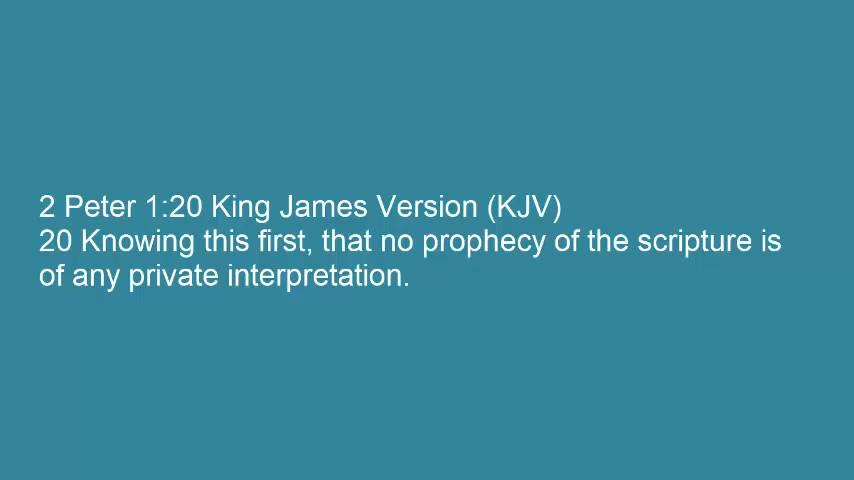 2 Peter 1:20 King James Version (KJV)
20 Knowing this first, that no prophecy of the scripture is
of any private interpretation.